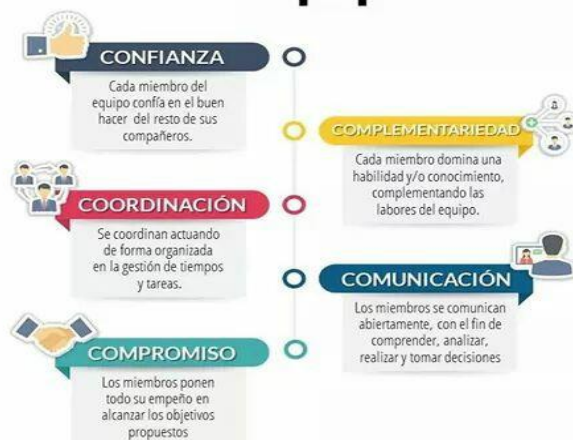 CONFIANZA
Cada miembro del
equipo confía en el buen
hacer del resto de sus
compañeros.
COMPLEMENTARIEDAD
Cada miembro domina una
habilidad y/o conocimiento,
complementando las
labores del equipo.
COORDINACIÓN
Se coordinan actuando
de forma organizada
en la gestión de tiempos
y tareas.
COMUNICACIÓN
Los miembros se comunican
abiertamente, con el fin de
comprender, analizar,
realizar y tomar decisiones
COMPROMISO
Los miembros ponen
todo su empeño en
alcanzar los objetivos
propuestos